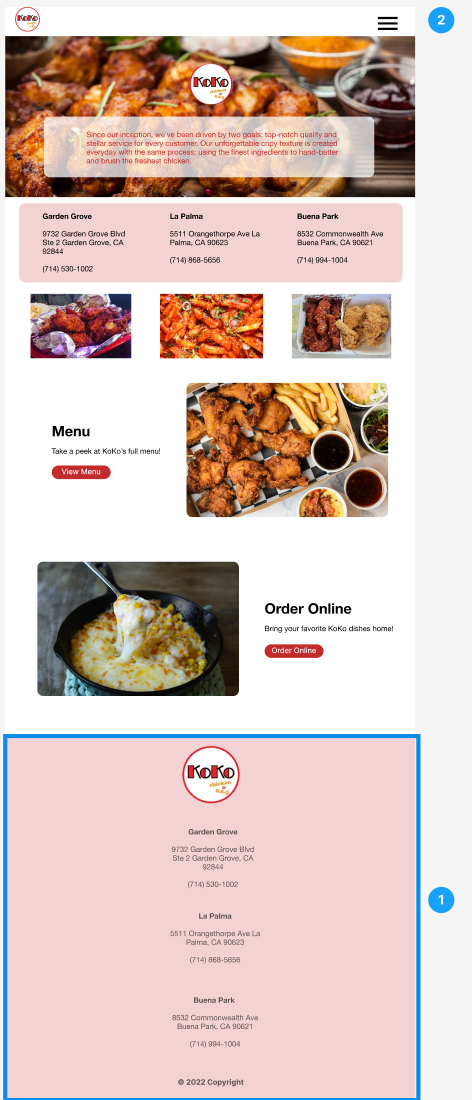 KoKo
2
KoKo
chicken
B.B.Q
Since our inception, we've been driven by two goals: top-notch quality and
stellar service for every customer. Our unforgettable cripy texture is created
everyday with the same process: using the finest ingredients to hand-batter
and brush the freshest chicken.
Garden Grove
9732 Garden Grove Blvd
Ste 2 Garden Grove, CA
92844
(714) 530-1002
La Palma
5511 Orangethorpe Ave La
Palma, CA 90623
(714) 868-5656
Buena Park
8532 Commonwealth Ave
Buena Park, CA 90621
(714) 994-1004
Menu
Take a peek at KoKo's full menu!
View Menu
Order Online
Bring your favorite KoKo dishes home!
Order Online
KoKo
chicken
B.B.Q
Garden Grove
9732 Garden Grove Blvd
Ste 2 Garden Grove, CA
92844
(714) 530-1002
1
La Palma
5511 Orangethorpe Ave La
Palma, CA 90623
(714) 868-5656
Buena Park
8532 Commonwealth Ave
Buena Park, CA 90621
(714) 994-1004
© 2022 Copyright